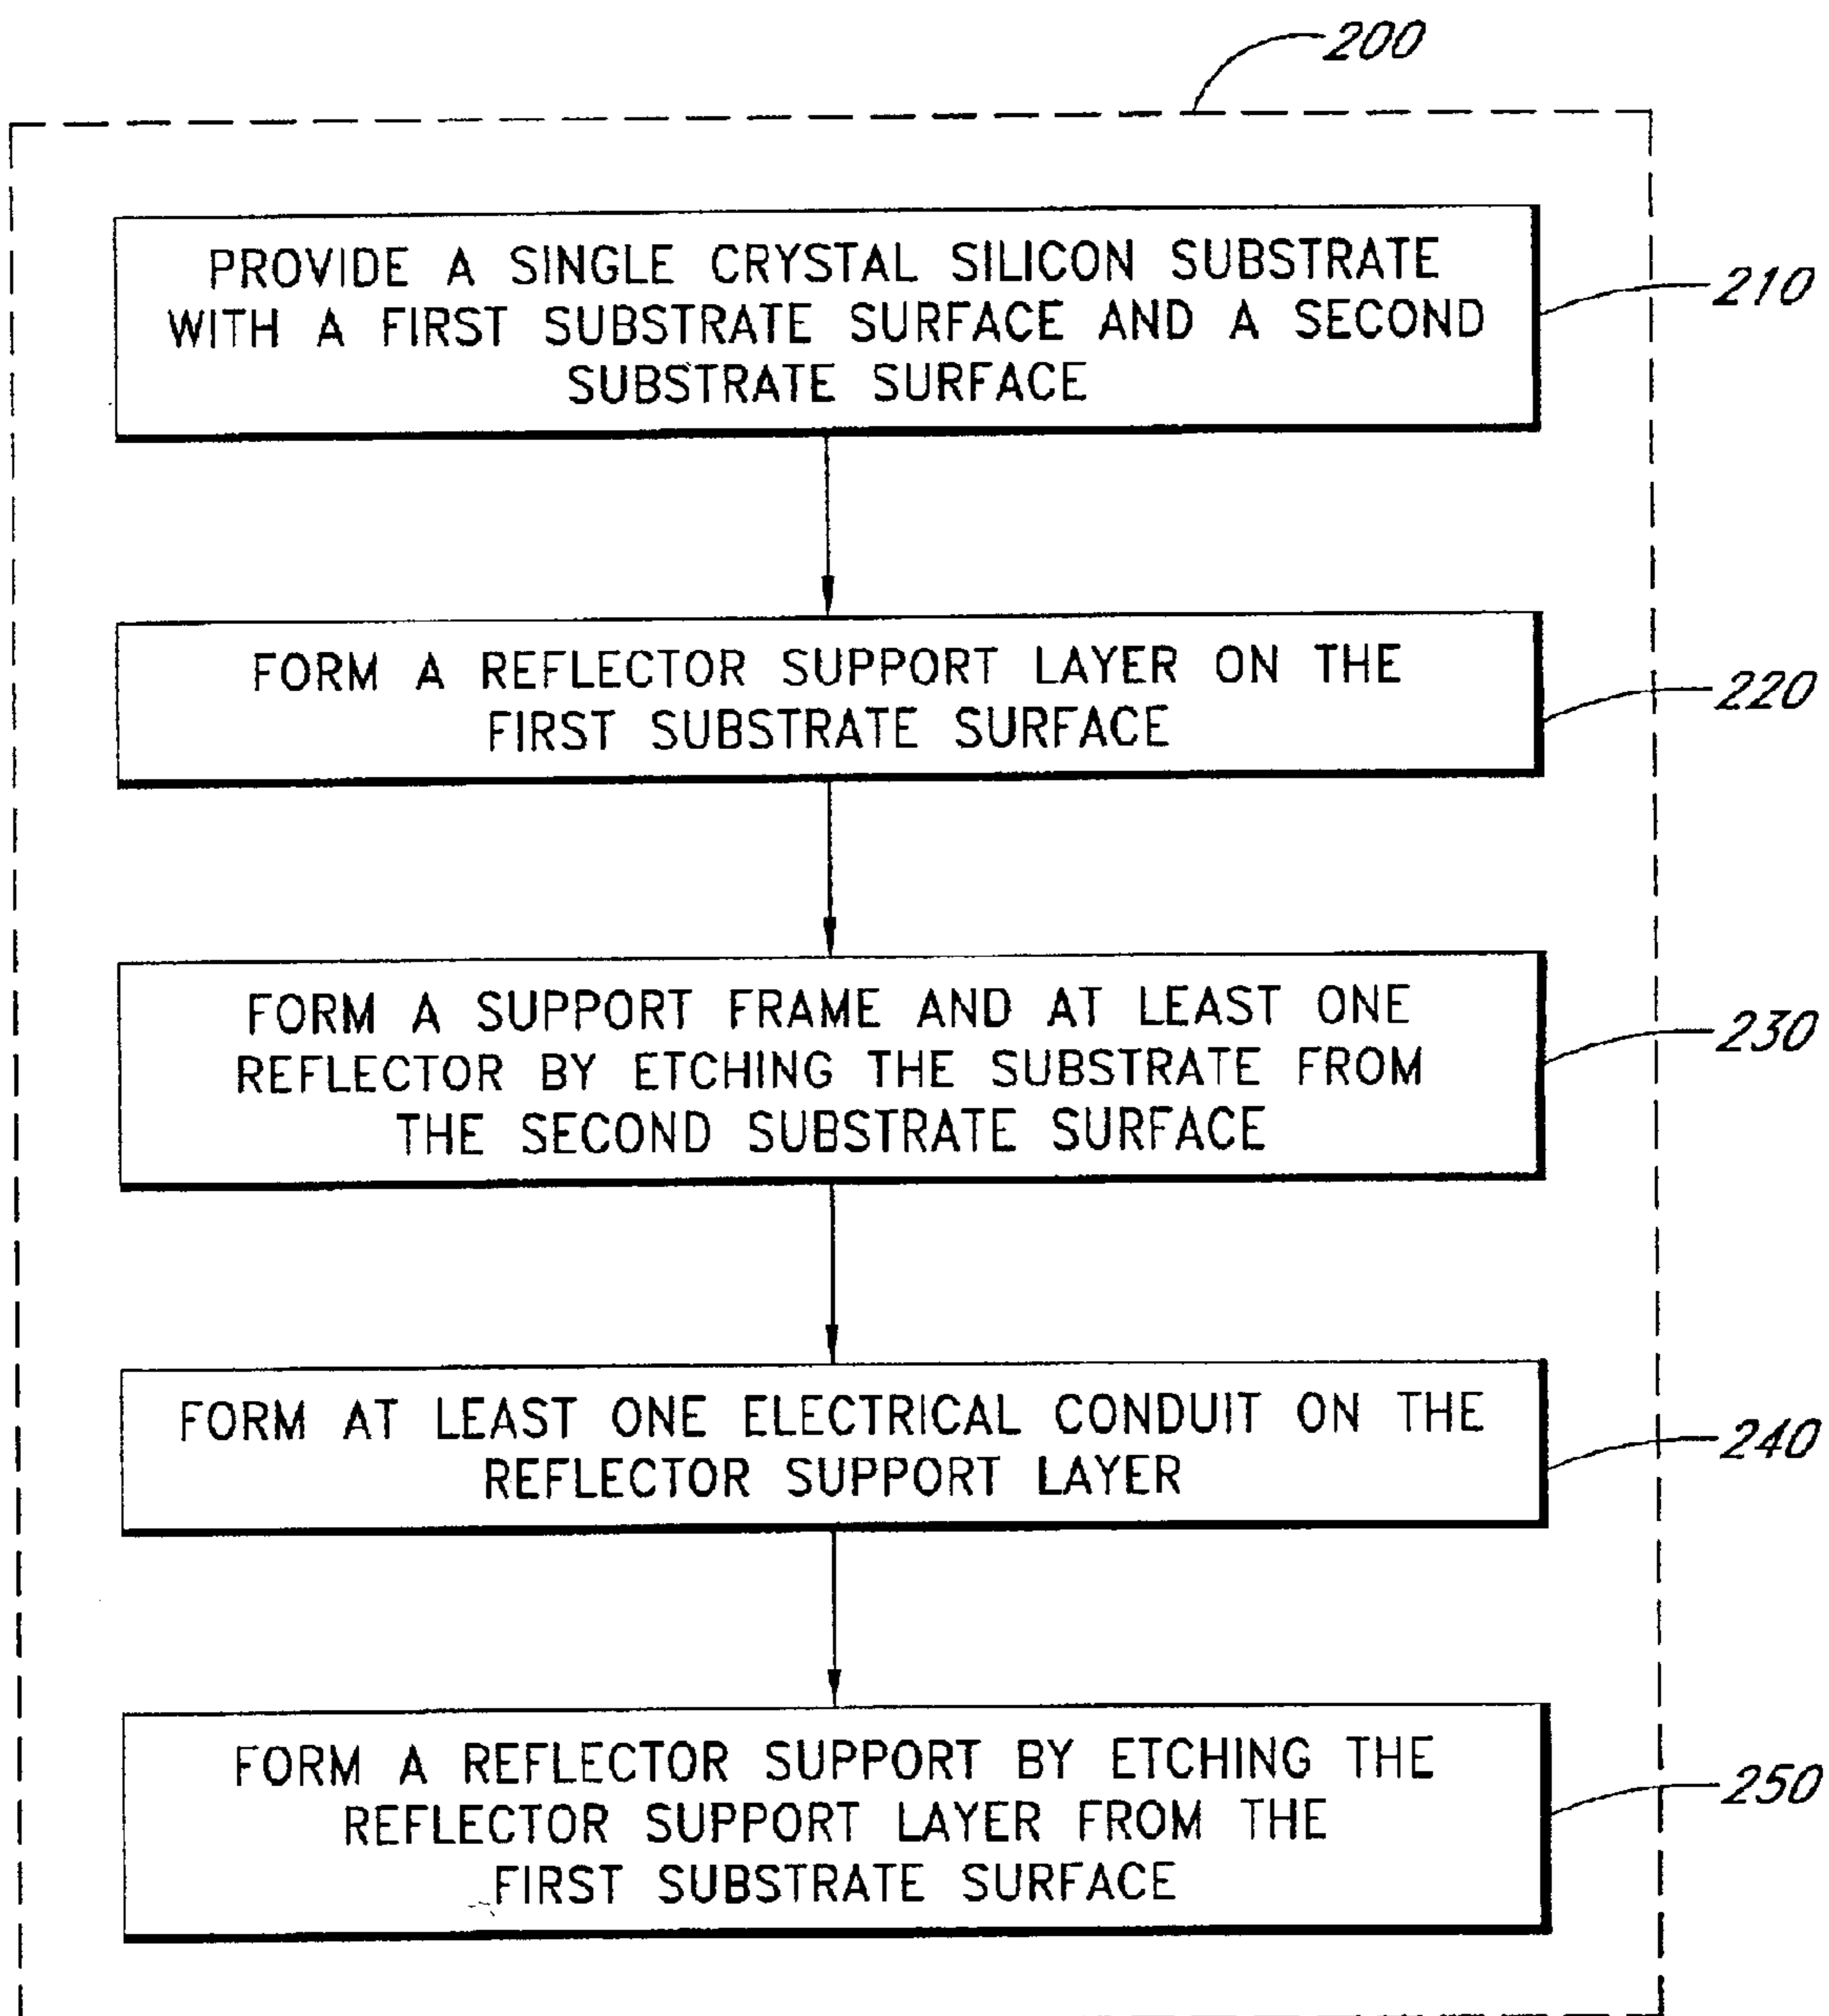 200
PROVIDE A SINGLE CRYSTAL SILICON SUBSTRATE
WITH A FIRST SUBSTRATE SURFACE AND A SECOND
SUBSTRATE SURFACE
210
FORM A REFLECTOR SUPPORT LAYER ON THE
FIRST SUBSTRATE SURFACE
220
FORM A SUPPORT FRAME AND AT LEAST ONE
REFLECTOR BY ETCHING THE SUBSTRATE FROM
THE SECOND SUBSTRATE SURFACE
230
FORM AT LEAST ONE ELECTRICAL CONDUIT ON THE
REFLECTOR SUPPORT LAYER
240
FORM A REFLECTOR SUPPORT BY ETCHING THE
REFLECTOR SUPPORT LAYER FROM THE
FIRST SUBSTRATE SURFACE
250